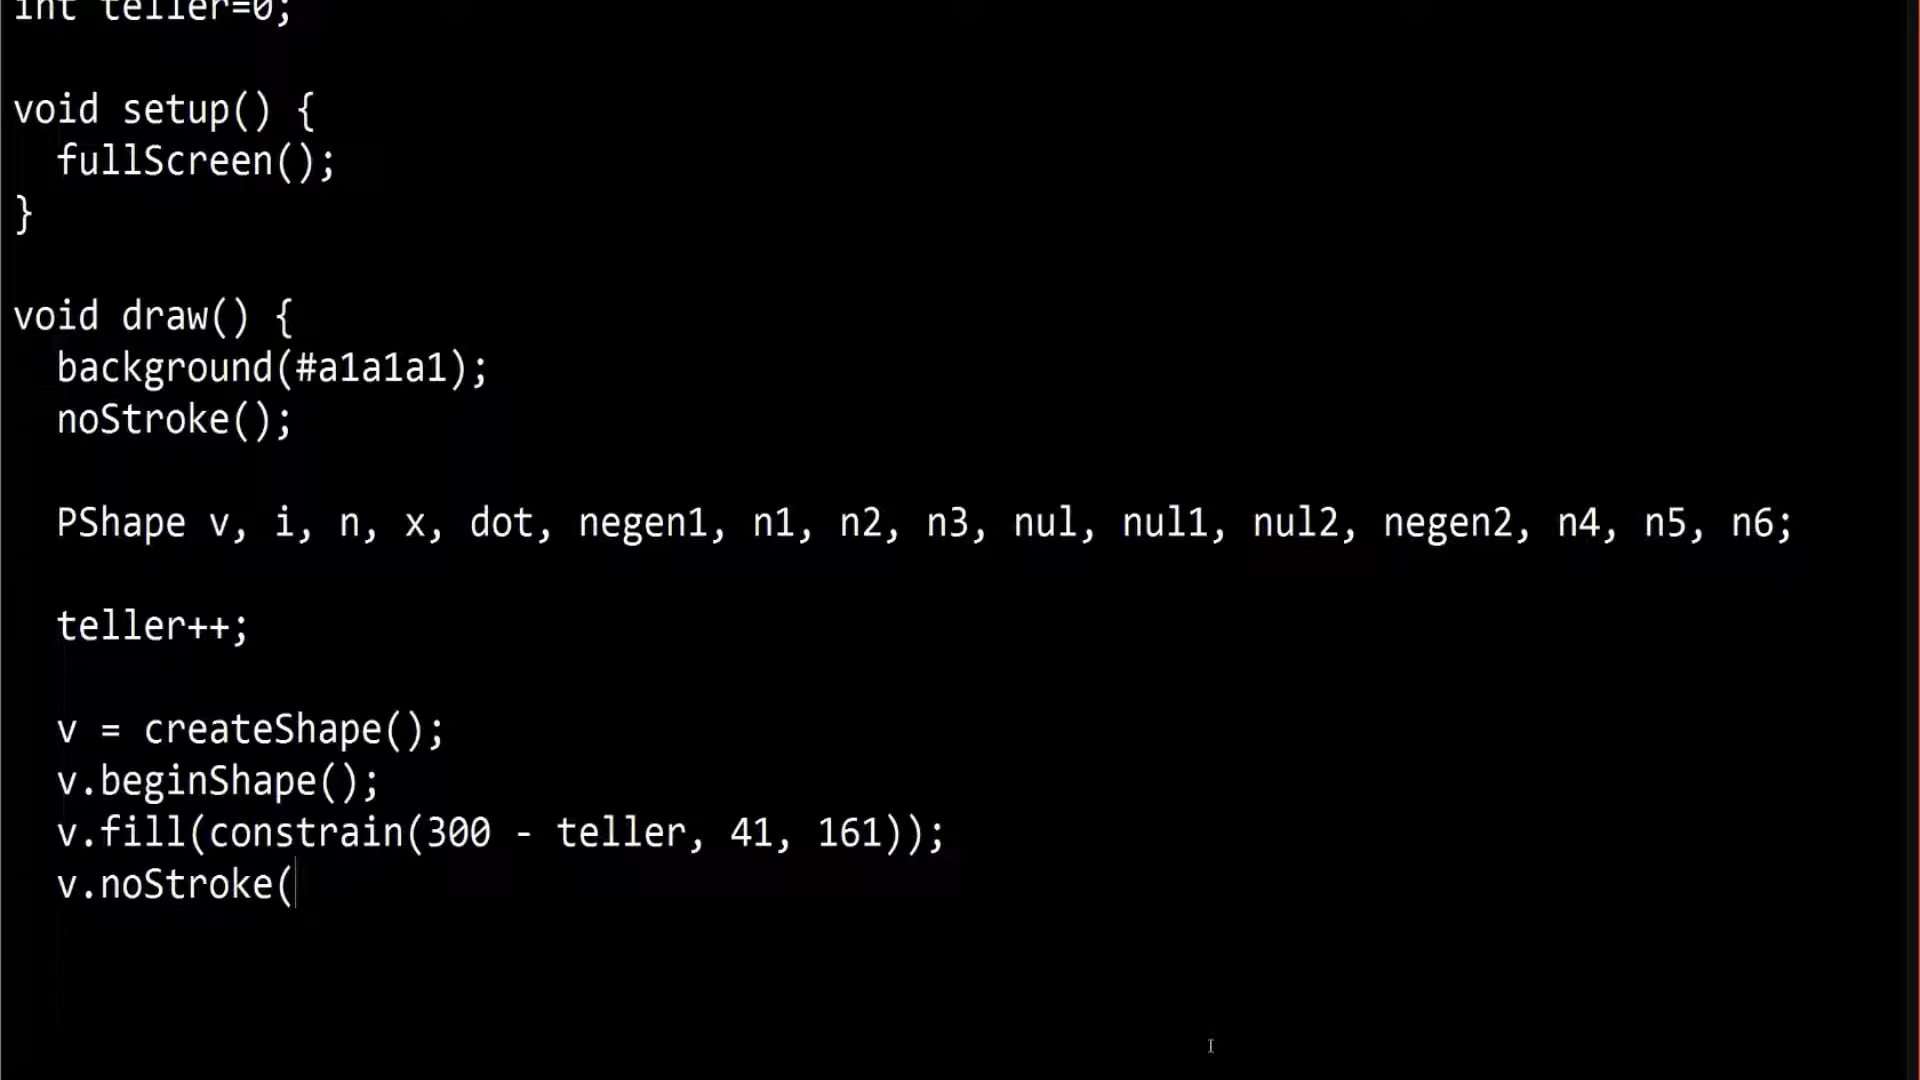 int teller=0;
void setup() {
fullScreen();
}
void draw() {
background(#a1a1a1);
noStroke();
PShape v, i, n, x, dot, negen1, n1, n2, n3, nul, nul1, nul2, negen2, n4, n5, n6;
teller++;
v = createShape();
v.beginShape();
v.fill(constrain(300 - teller, 41, 161));
v.noStroke(